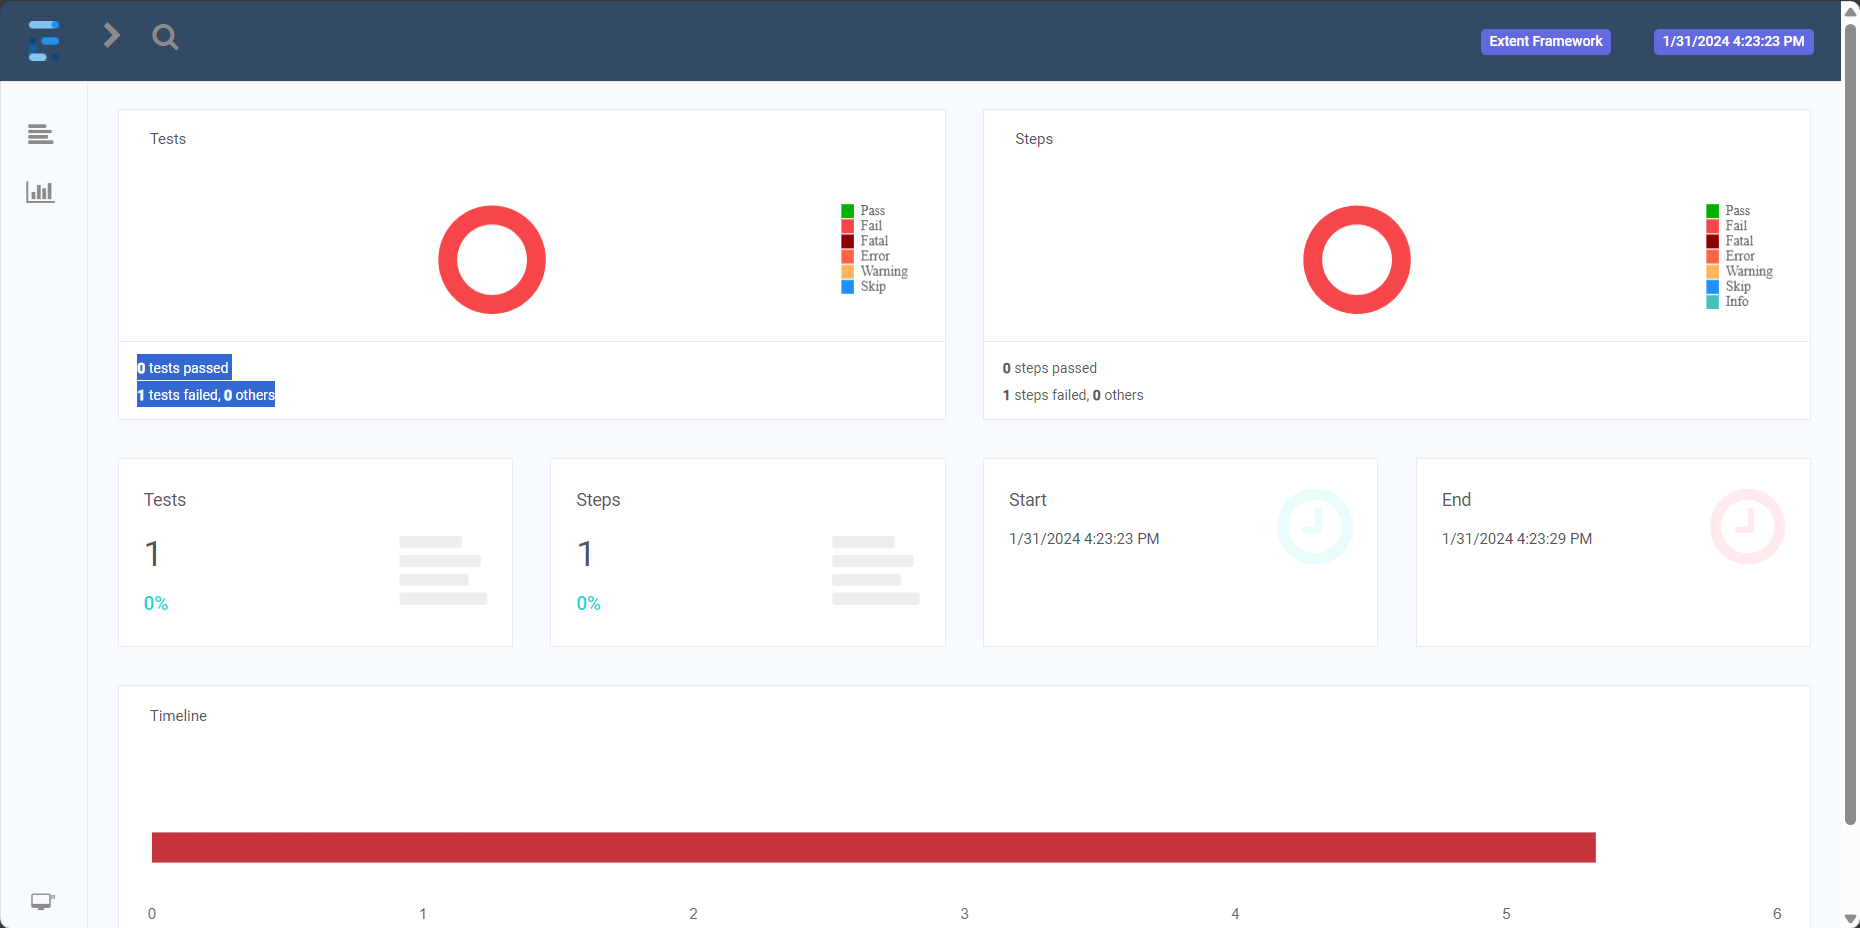 Extent Framework
1/31/2024 4:23:23 PM
Tests
Pass
Fail
Fatal
Error
Warning
Skip
0 tests passed
1 tests failed, 0 others
Steps
Pass
Fail
Fatal
Error
Warning
Skip
Info
0 steps passed
1 steps failed, 0 others
Tests
1
0%
Steps
1
0%
Start
1/31/2024 4:23:23 PM
End
1/31/2024 4:23:29 PM
Timeline
0 1 2 3 4 5 6